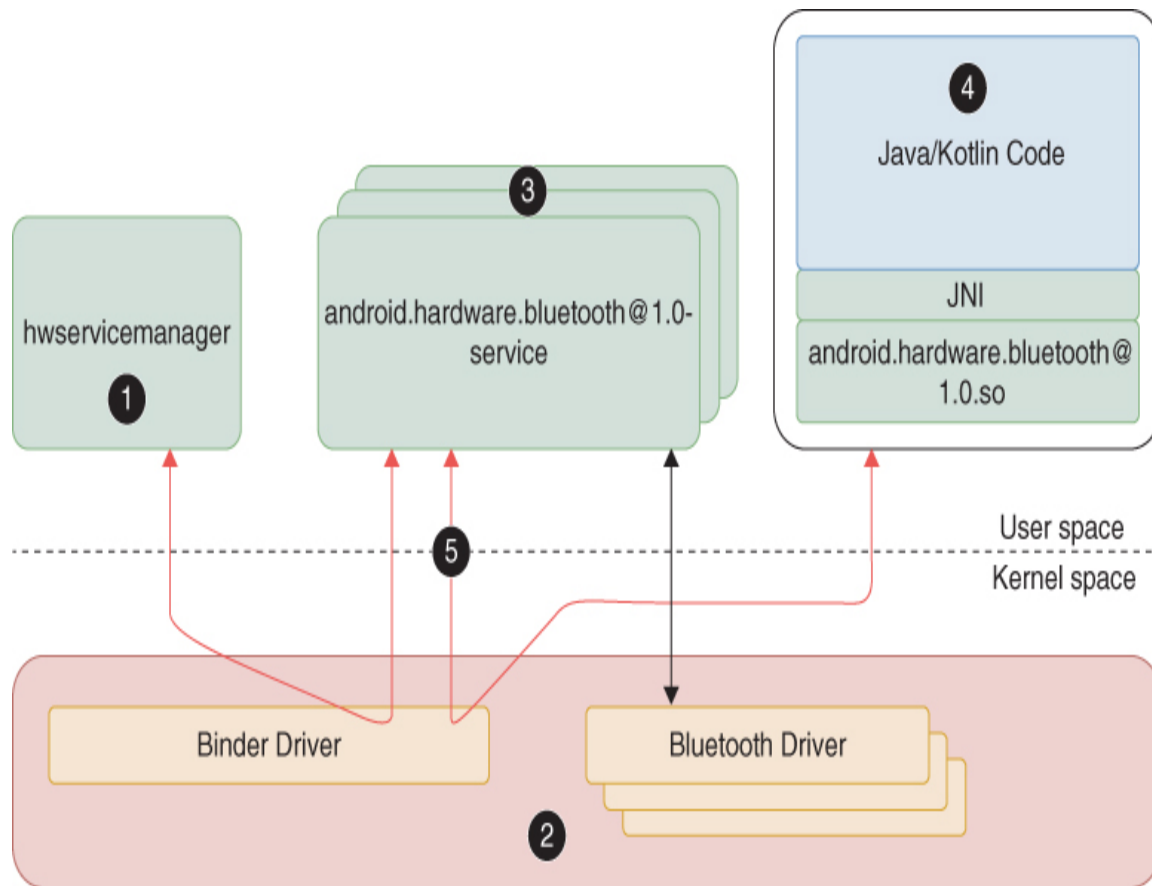 4
Java/Kotlin Code
3
JNI
hwservicemanager
android.hardware.bluetooth@1.0-
service
android.hardware.bluetooth@
1.0.so
1
User space
5
Kernel space
Binder Driver
Bluetooth Driver
2